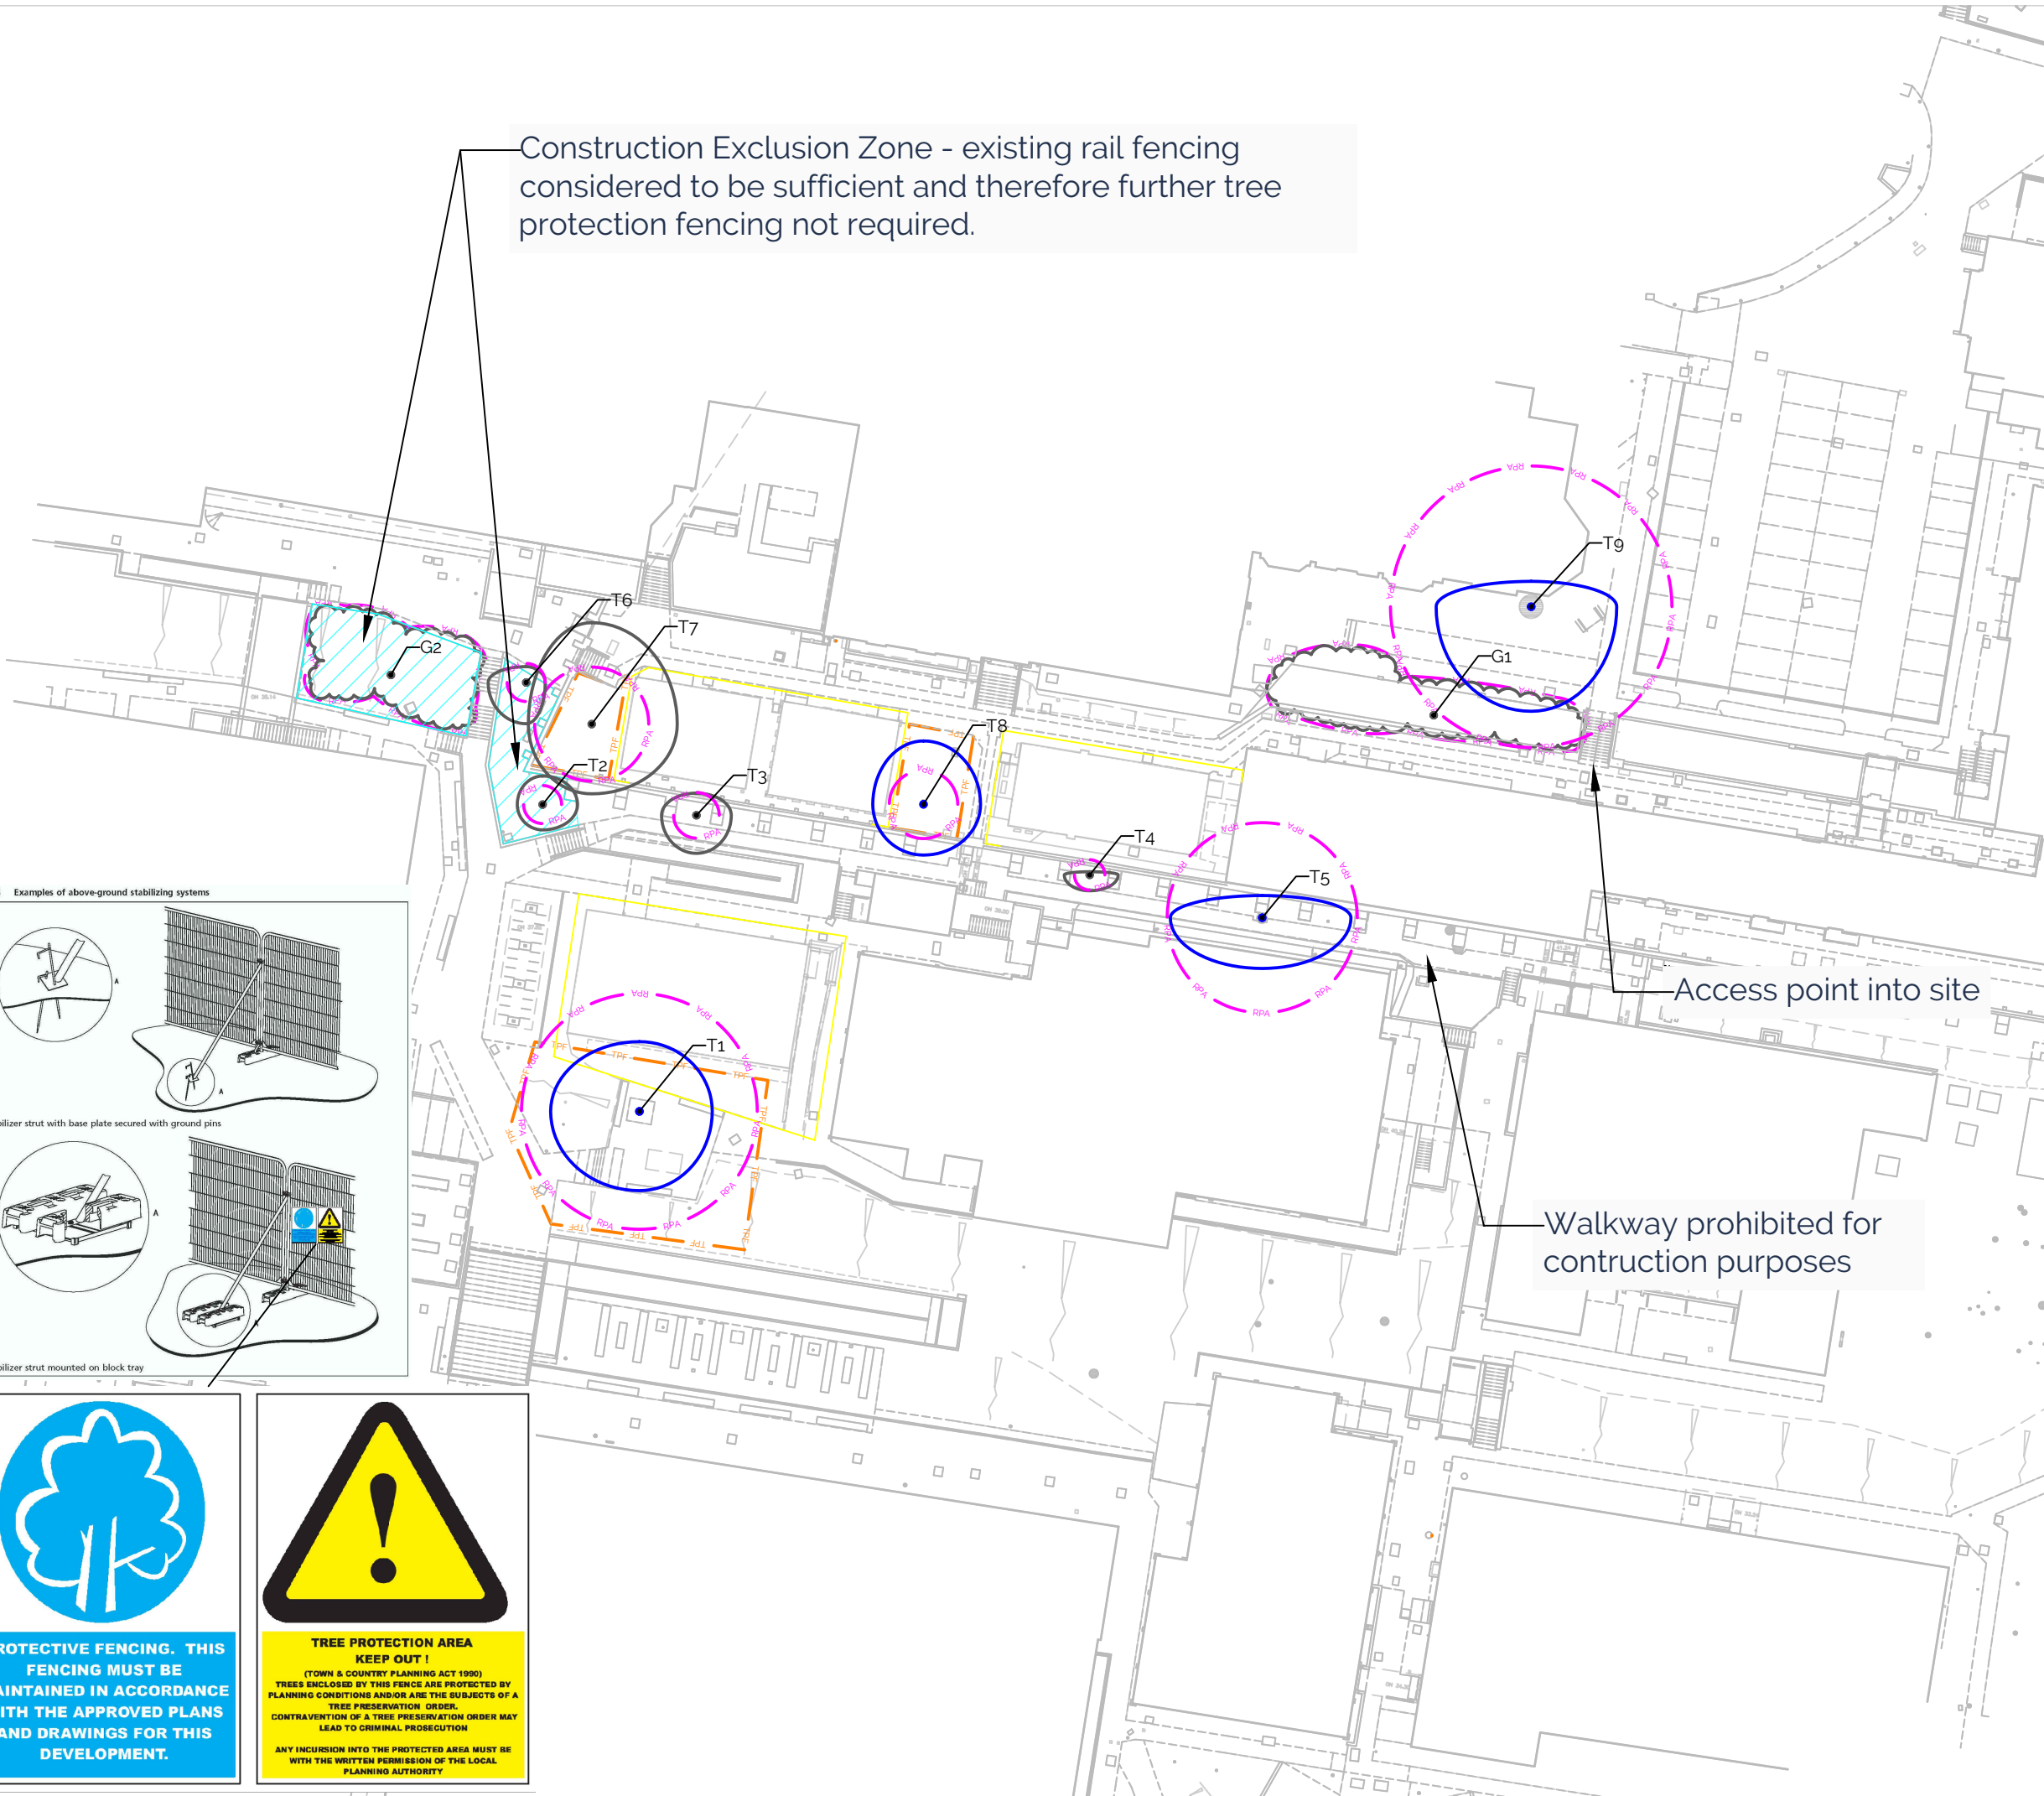 Construction Exclusion Zone - existing rail fencing
considered to be sufficient and therefore further tree
protection fencing not required.
T9
T6
T7
G2
G1
T8
T2
T3
T4
T5
T1
RPA
TPF
Access point into site
Walkway prohibited for
contruction purposes
Examples of above-ground stabilizing systems
A
A
ilizer strut with base plate secured with ground pins
A
A
ilizer strut mounted on block tray
ROTECTIVE FENCING. THIS
FENCING MUST BE
AINTAINED IN ACCORDANCE
ITH THE APPROVED PLANS
AND DRAWINGS FOR THIS
DEVELOPMENT.
!
TREE PROTECTION AREA
KEEP OUT !
(TOWN & COUNTRY PLANNING ACT 1990)
TREES ENCLOSED BY THIS FENCE ARE PROTECTED BY
PLANNING CONDITIONS AND/OR ARE THE SUBJECTS OF A
TREE PRESERVATION ORDER.
CONTRAVENTION OF A TREE PRESERVATION ORDER MAY
LEAD TO CRIMINAL PROSECUTION
ANY INCURSION INTO THE PROTECTED AREA MUST BE
WITH THE WRITTEN PERMISSION OF THE LOCAL
PLANNING AUTHORITY